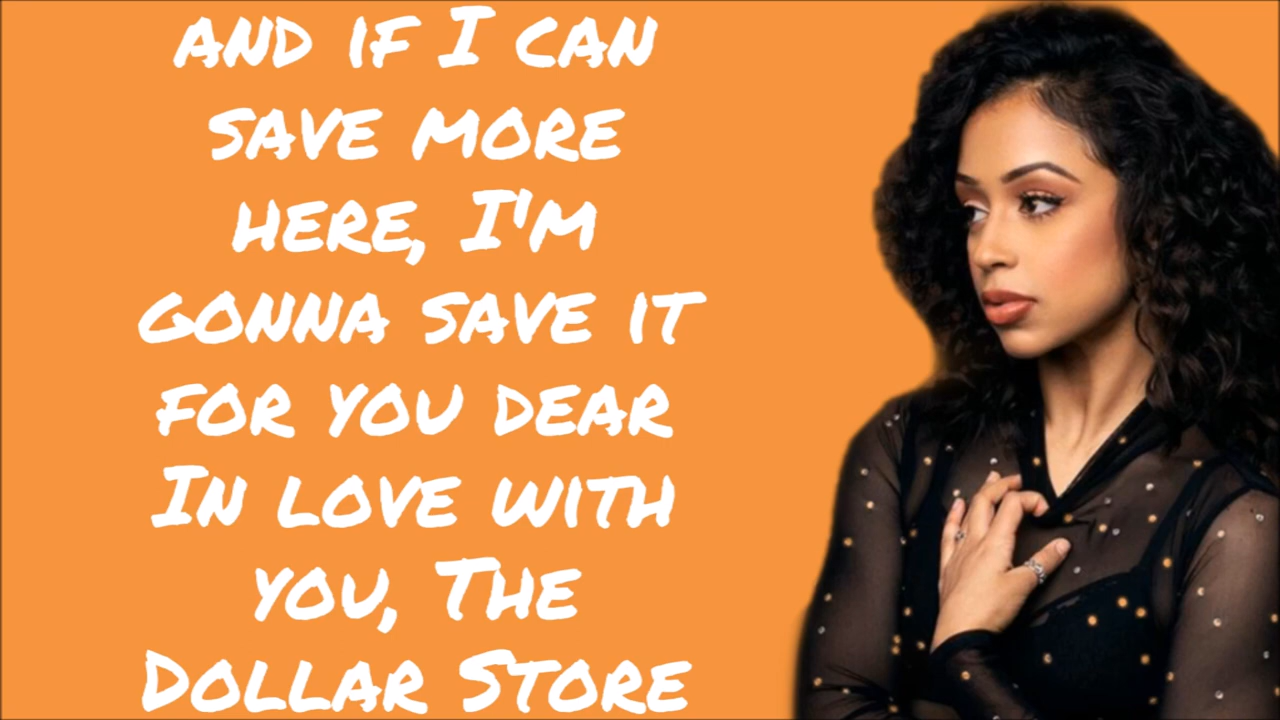 AND IF I CAN
SAVE MORE
HERE, I'M
GONNA SAVE IT
FOR YOU DEAR
IN LOVE WITH
YOU, THE
DOLLAR STORE